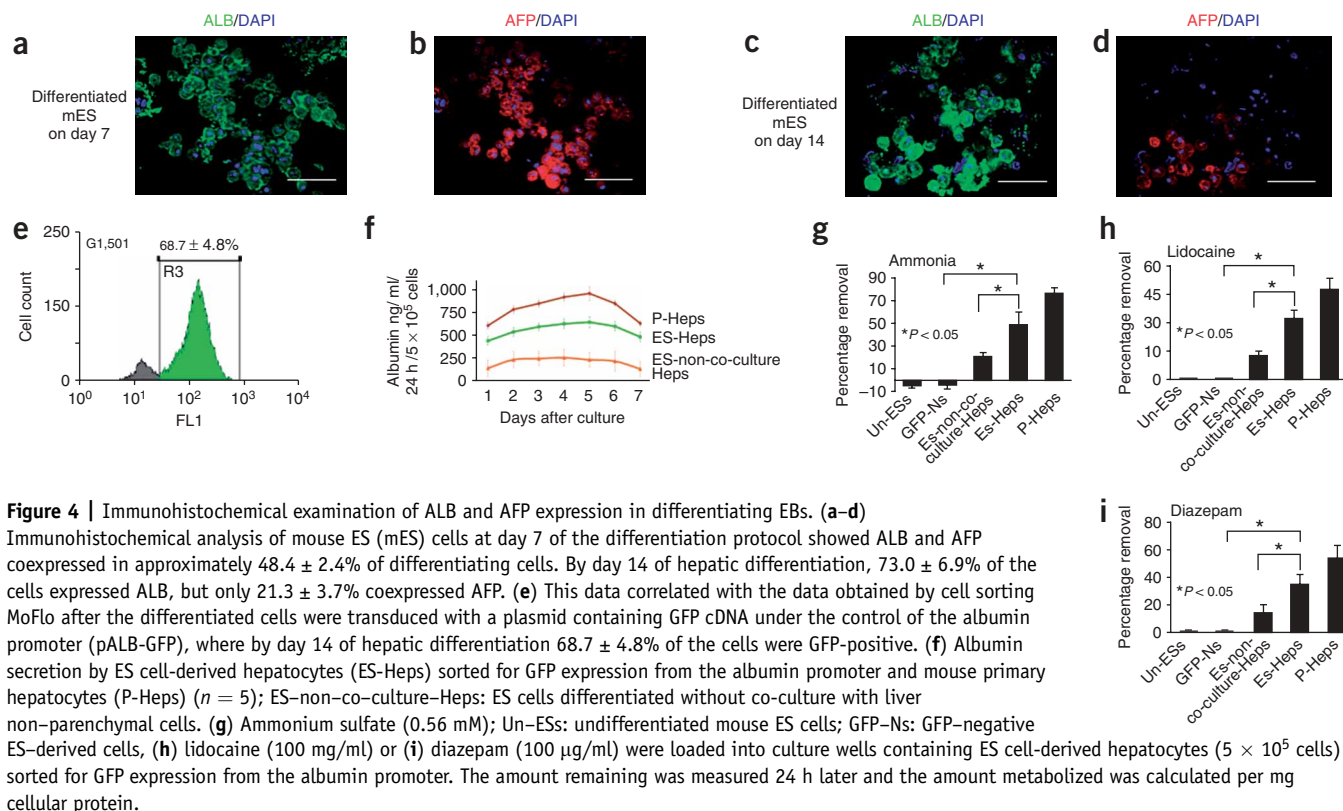 ALB/DAPI
AFP/DAPI
ALB/DAPI
AFP/DAPI
a
b
c
d
Differentiated
mES
on day 7
Differentiated
mES
on day 14
e
250
150
0
Cell count
G1,501
68.7 ± 4.8%
R3
10⁰
10¹
10²
10³
10⁴
FL1
f
Albumin ng/ ml/
24 h /5 × 10⁵ cells
1,000
750
500
250
0
1 2 3 4 5 6 7
Days after culture
P-Heps
ES-Heps
ES-non-co-culture
Heps
g
Ammonia
Percentage removal
90
70
50
30
10
−10
*
*
*P < 0.05
Un-ESs
GFP-Ns
Es-non-co-
culture-Heps
Es-Heps
P-Heps
h
Lidocaine
Percentage removal
60
30
10
0
*
*
*P < 0.05
Un-ESs
GFP-Ns
Es-non-
co-culture-Heps
Es-Heps
P-Heps
i
Diazepam
Percentage removal
80
60
40
20
0
*
*
*P < 0.05
Un-ESs
GFP-Ns
Es-non-
co-culture-Heps
Es-Heps
P-Heps
Figure 4 | Immunohistochemical examination of ALB and AFP expression in differentiating EBs. (a–d)
Immunohistochemical analysis of mouse ES (mES) cells at day 7 of the differentiation protocol showed ALB and AFP
coexpressed in approximately 48.4 ± 2.4% of differentiating cells. By day 14 of hepatic differentiation, 73.0 ± 6.9% of the
cells expressed ALB, but only 21.3 ± 3.7% coexpressed AFP. (e) This data correlated with the data obtained by cell sorting
MoFlo after the differentiated cells were transduced with a plasmid containing GFP cDNA under the control of the albumin
promoter (pALB-GFP), where by day 14 of hepatic differentiation 68.7 ± 4.8% of the cells were GFP-positive. (f) Albumin
secretion by ES cell-derived hepatocytes (ES-Heps) sorted for GFP expression from the albumin promoter and mouse primary
hepatocytes (P-Heps) (n = 5); ES–non–co–culture–Heps: ES cells differentiated without co-culture with liver
non–parenchymal cells. (g) Ammonium sulfate (0.56 mM); Un–ESs: undifferentiated mouse ES cells; GFP–Ns: GFP–negative
ES–derived cells, (h) lidocaine (100 mg/ml) or (i) diazepam (100 μg/ml) were loaded into culture wells containing ES cell-derived hepatocytes (5 × 10⁵ cells)
sorted for GFP expression from the albumin promoter. The amount remaining was measured 24 h later and the amount metabolized was calculated per mg
cellular protein.